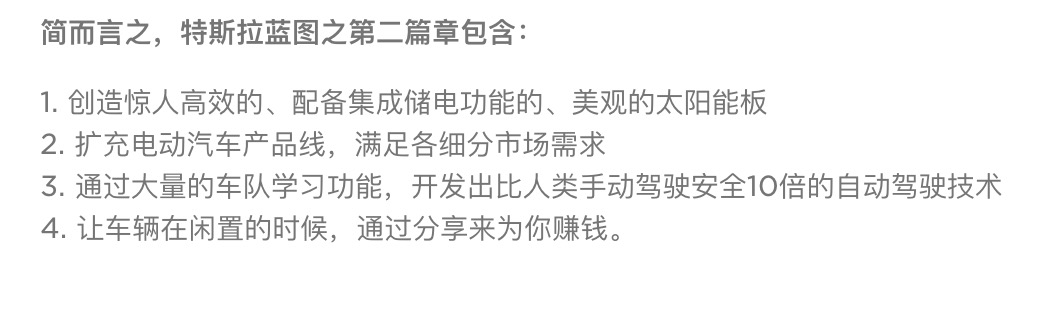 简而言之，特斯拉蓝图之第二篇章包含：
1. 创造惊人高效的、配备集成储电功能的、美观的太阳能板
2. 扩充电动汽车产品线，满足各细分市场需求
3. 通过大量的车队学习功能，开发出比人类手动驾驶安全10倍的自动驾驶技术
4. 让车辆在闲置的时候，通过分享来为你赚钱。